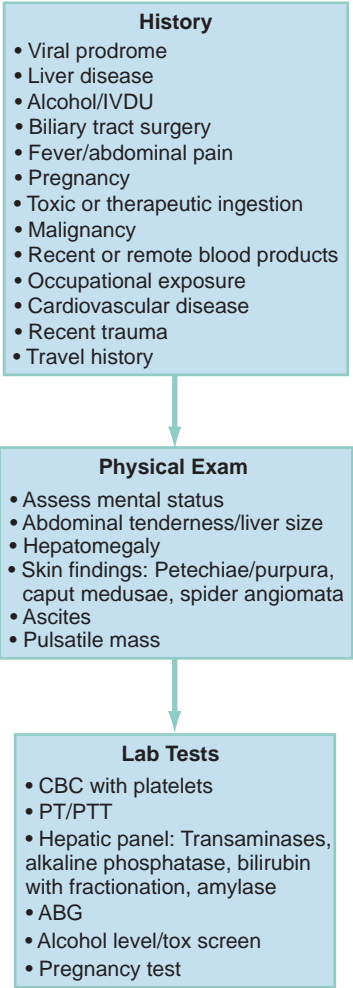 History
• Viral prodrome
• Liver disease
• Alcohol/IVDU
• Biliary tract surgery
• Fever/abdominal pain
• Pregnancy
• Toxic or therapeutic ingestion
• Malignancy
• Recent or remote blood products
• Occupational exposure
• Cardiovascular disease
• Recent trauma
• Travel history
Physical Exam
• Assess mental status
• Abdominal tenderness/liver size
• Hepatomegaly
• Skin findings: Petechiae/purpura,
caput medusae, spider angiomata
• Ascites
• Pulsatile mass
Lab Tests
• CBC with platelets
• PT/PTT
• Hepatic panel: Transaminases,
alkaline phosphatase, bilirubin
with fractionation, amylase
• ABG
• Alcohol level/tox screen
• Pregnancy test